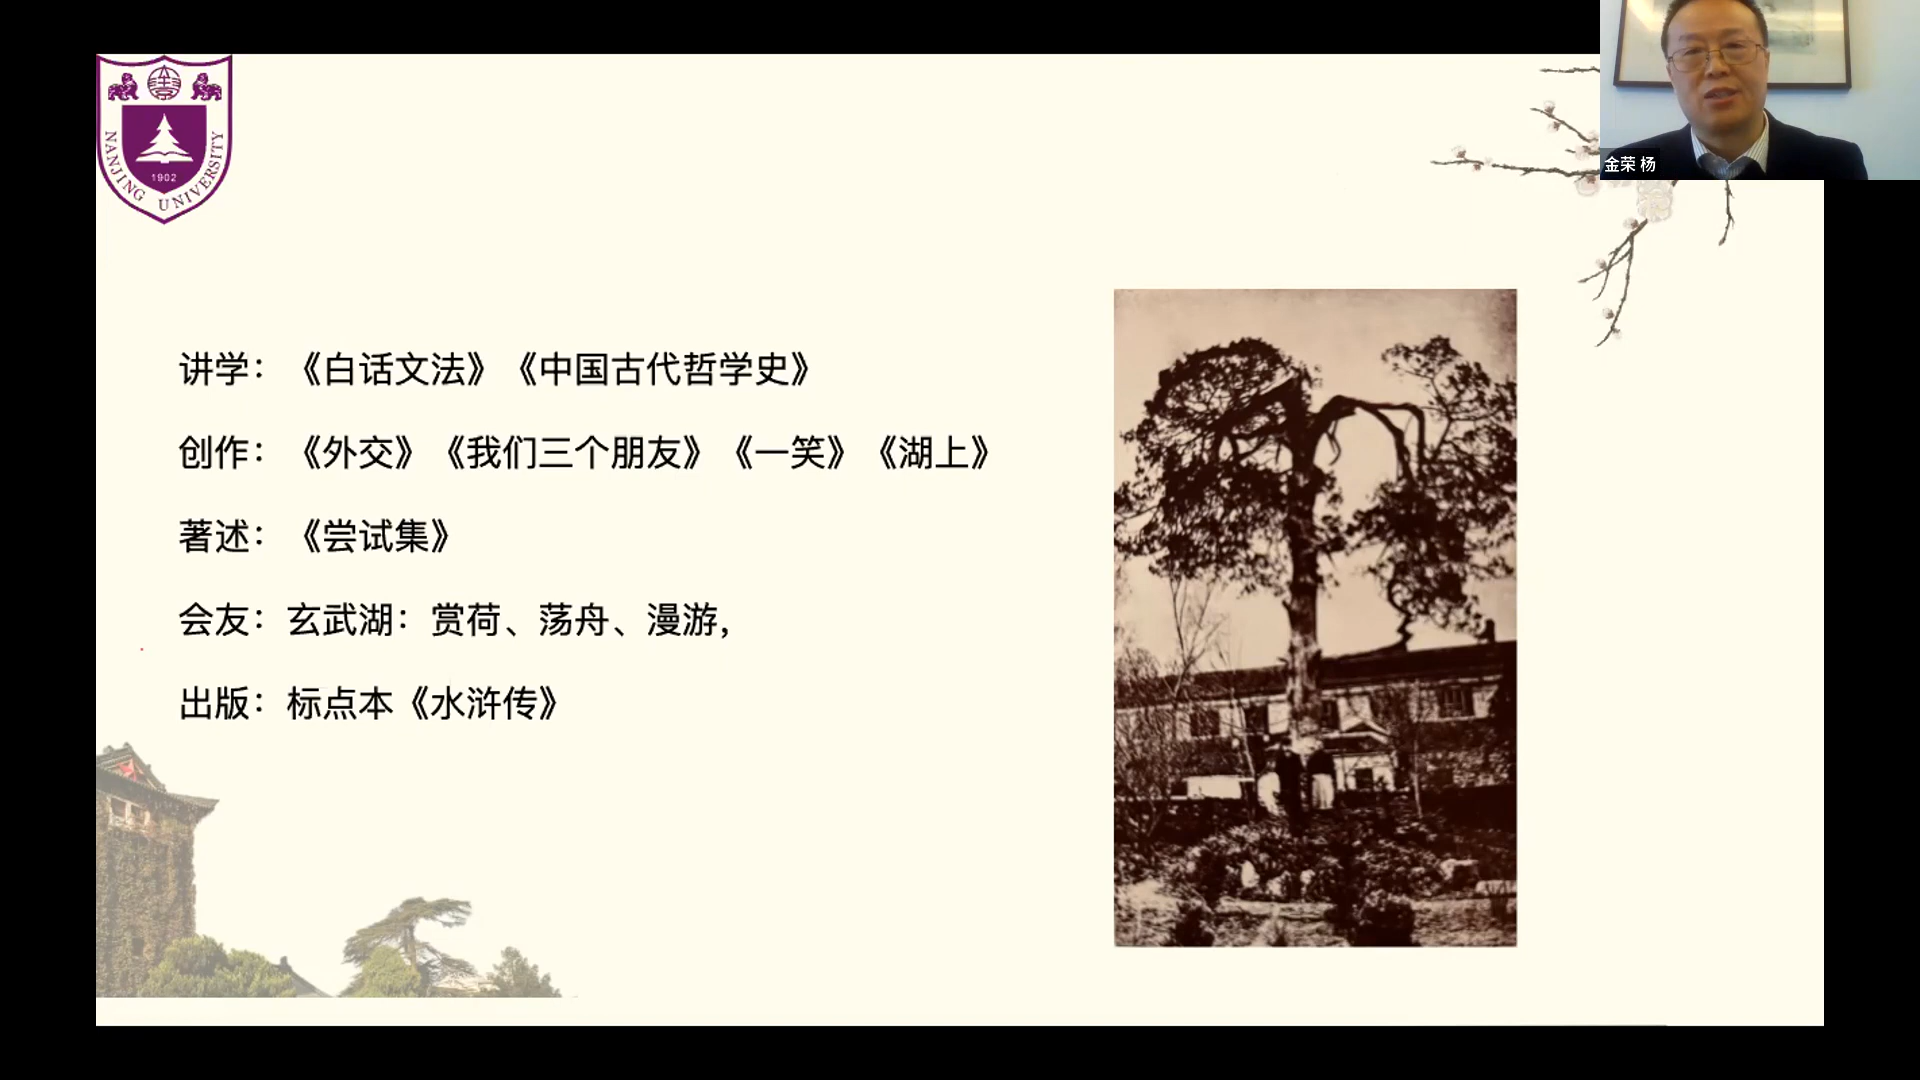 NANJING UNIVERSITY
1902
金荣 杨
讲学：《白话文法》《中国古代哲学史》
创作：《外交》《我们三个朋友》《一笑》《湖上》
著述：《尝试集》
会友：玄武湖：赏荷、荡舟、漫游，
出版：标点本《水浒传》